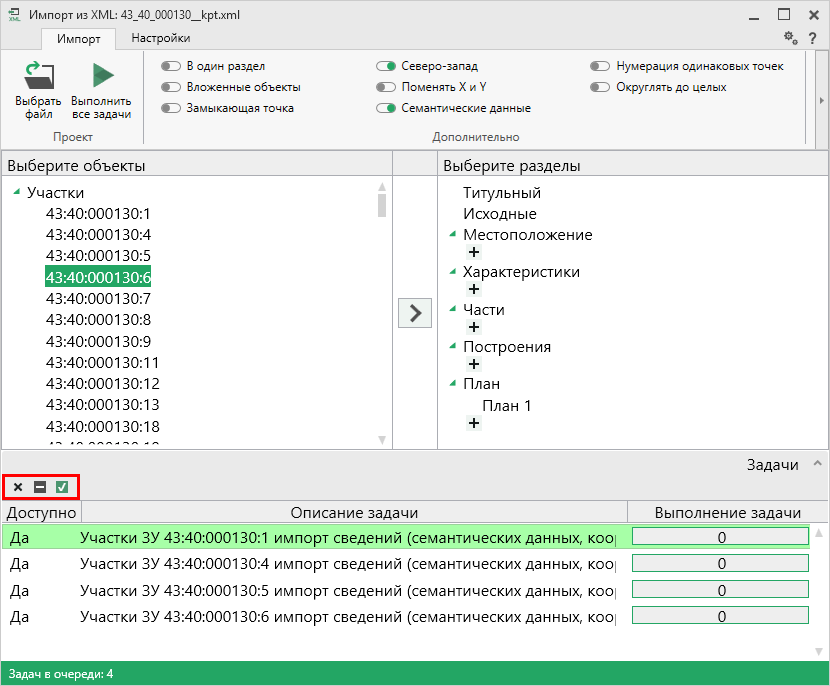 Импорт из XML: 43_40_000130__kpt.xml
Импорт
Настройки
?
Выбрать файл
Выполнить все задачи
Проект
В один раздел
Вложенные объекты
Замыкающая точка
Северо-запад
Поменять X и Y
Семантические данные
Нумерация одинаковых точек
Округлять до целых
Дополнительно
Выберите объекты
Участки
43:40:000130:1
43:40:000130:4
43:40:000130:5
43:40:000130:6
43:40:000130:7
43:40:000130:8
43:40:000130:9
43:40:000130:11
43:40:000130:12
43:40:000130:13
43:40:000130:18
Выберите разделы
Титульный
Исходные
Местоположение
+
Характеристики
+
Части
+
Построения
+
План
План 1
+
Задачи
Доступно Описание задачи Выполнение задачи
Да Участки ЗУ 43:40:000130:1 импорт сведений (семантических данных, коор 0
Да Участки ЗУ 43:40:000130:4 импорт сведений (семантических данных, коор 0
Да Участки ЗУ 43:40:000130:5 импорт сведений (семантических данных, коор 0
Да Участки ЗУ 43:40:000130:6 импорт сведений (семантических данных, коор 0
Задач в очереди: 4